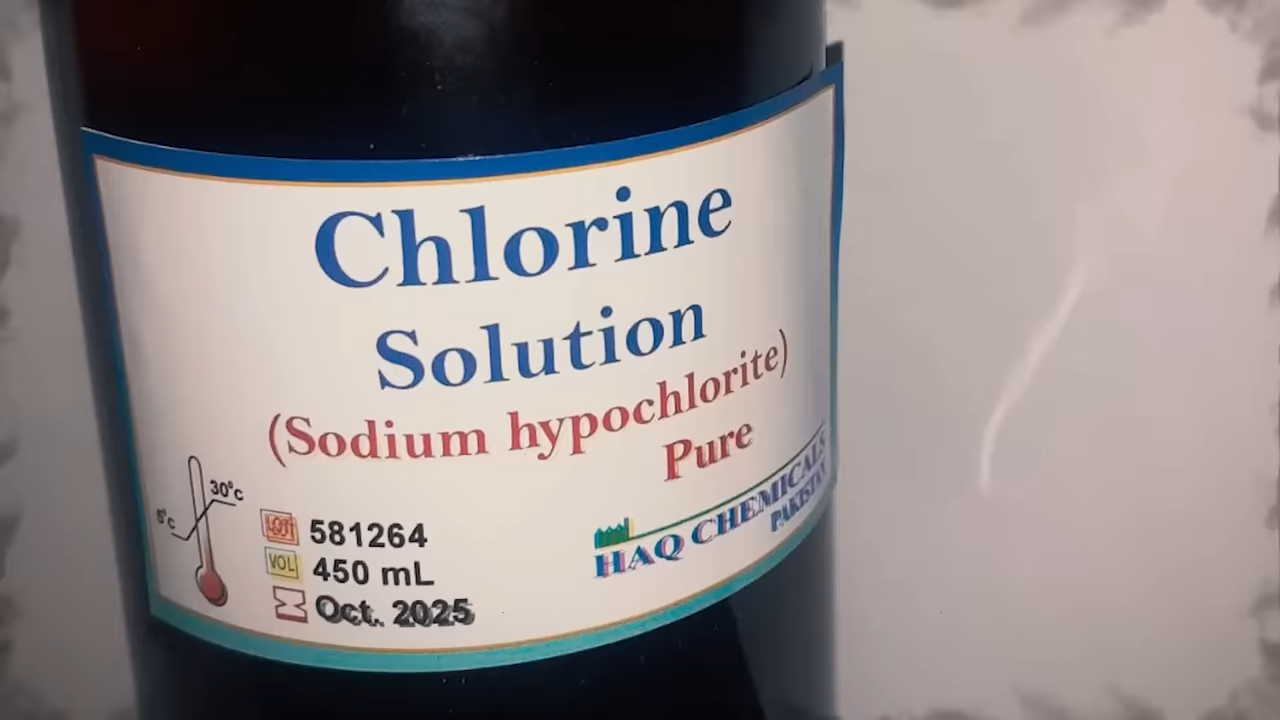 Chlorine
Solution
(Sodium hypochlorite)
Pure
30°c
5°c
LOT 581264
VOL 450 mL
Oct. 2025
HAQ CHEMICALS
PAKISTAN